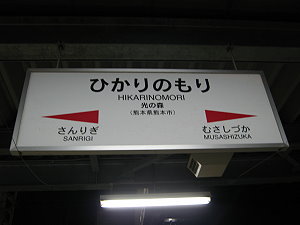 ひかりのもり
HIKARINOMORI
光の森
(熊本県熊本市)
さんりぎ
SANRIGI
むさしづか
MUSASHIZUKA